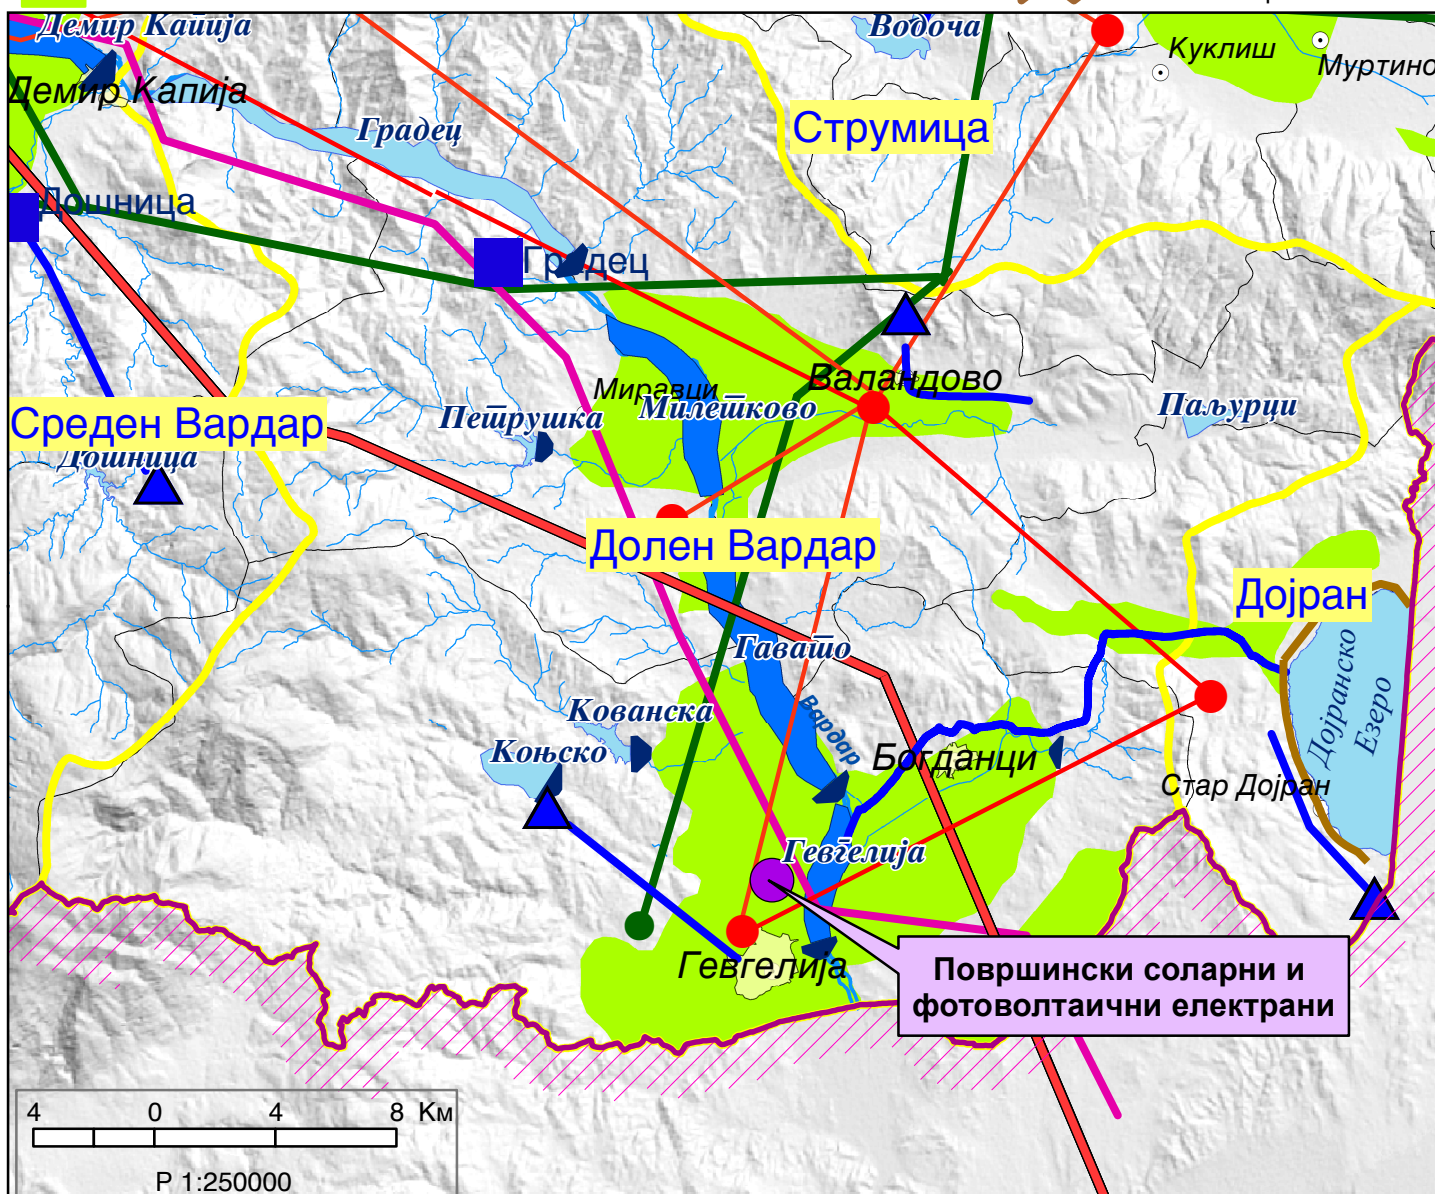 Демир Капија
Водоча
Куклиш
Муртино
Демир Капија
Градец
Струмица
Дошница
Градец
Миравци
Милешково
Валандово
Петрушка
Паљурци
Среден Вардар
Дошница
Долен Вардар
Дојран
Гавато
Дојранско
Езеро
Кованска
Вардар
Коњско
Богданци
Стар Дојран
Гевгелија
Гевгелија
Површински соларни и
фотоволтаични електрани
4 0 4 8 Км
Р 1:250000